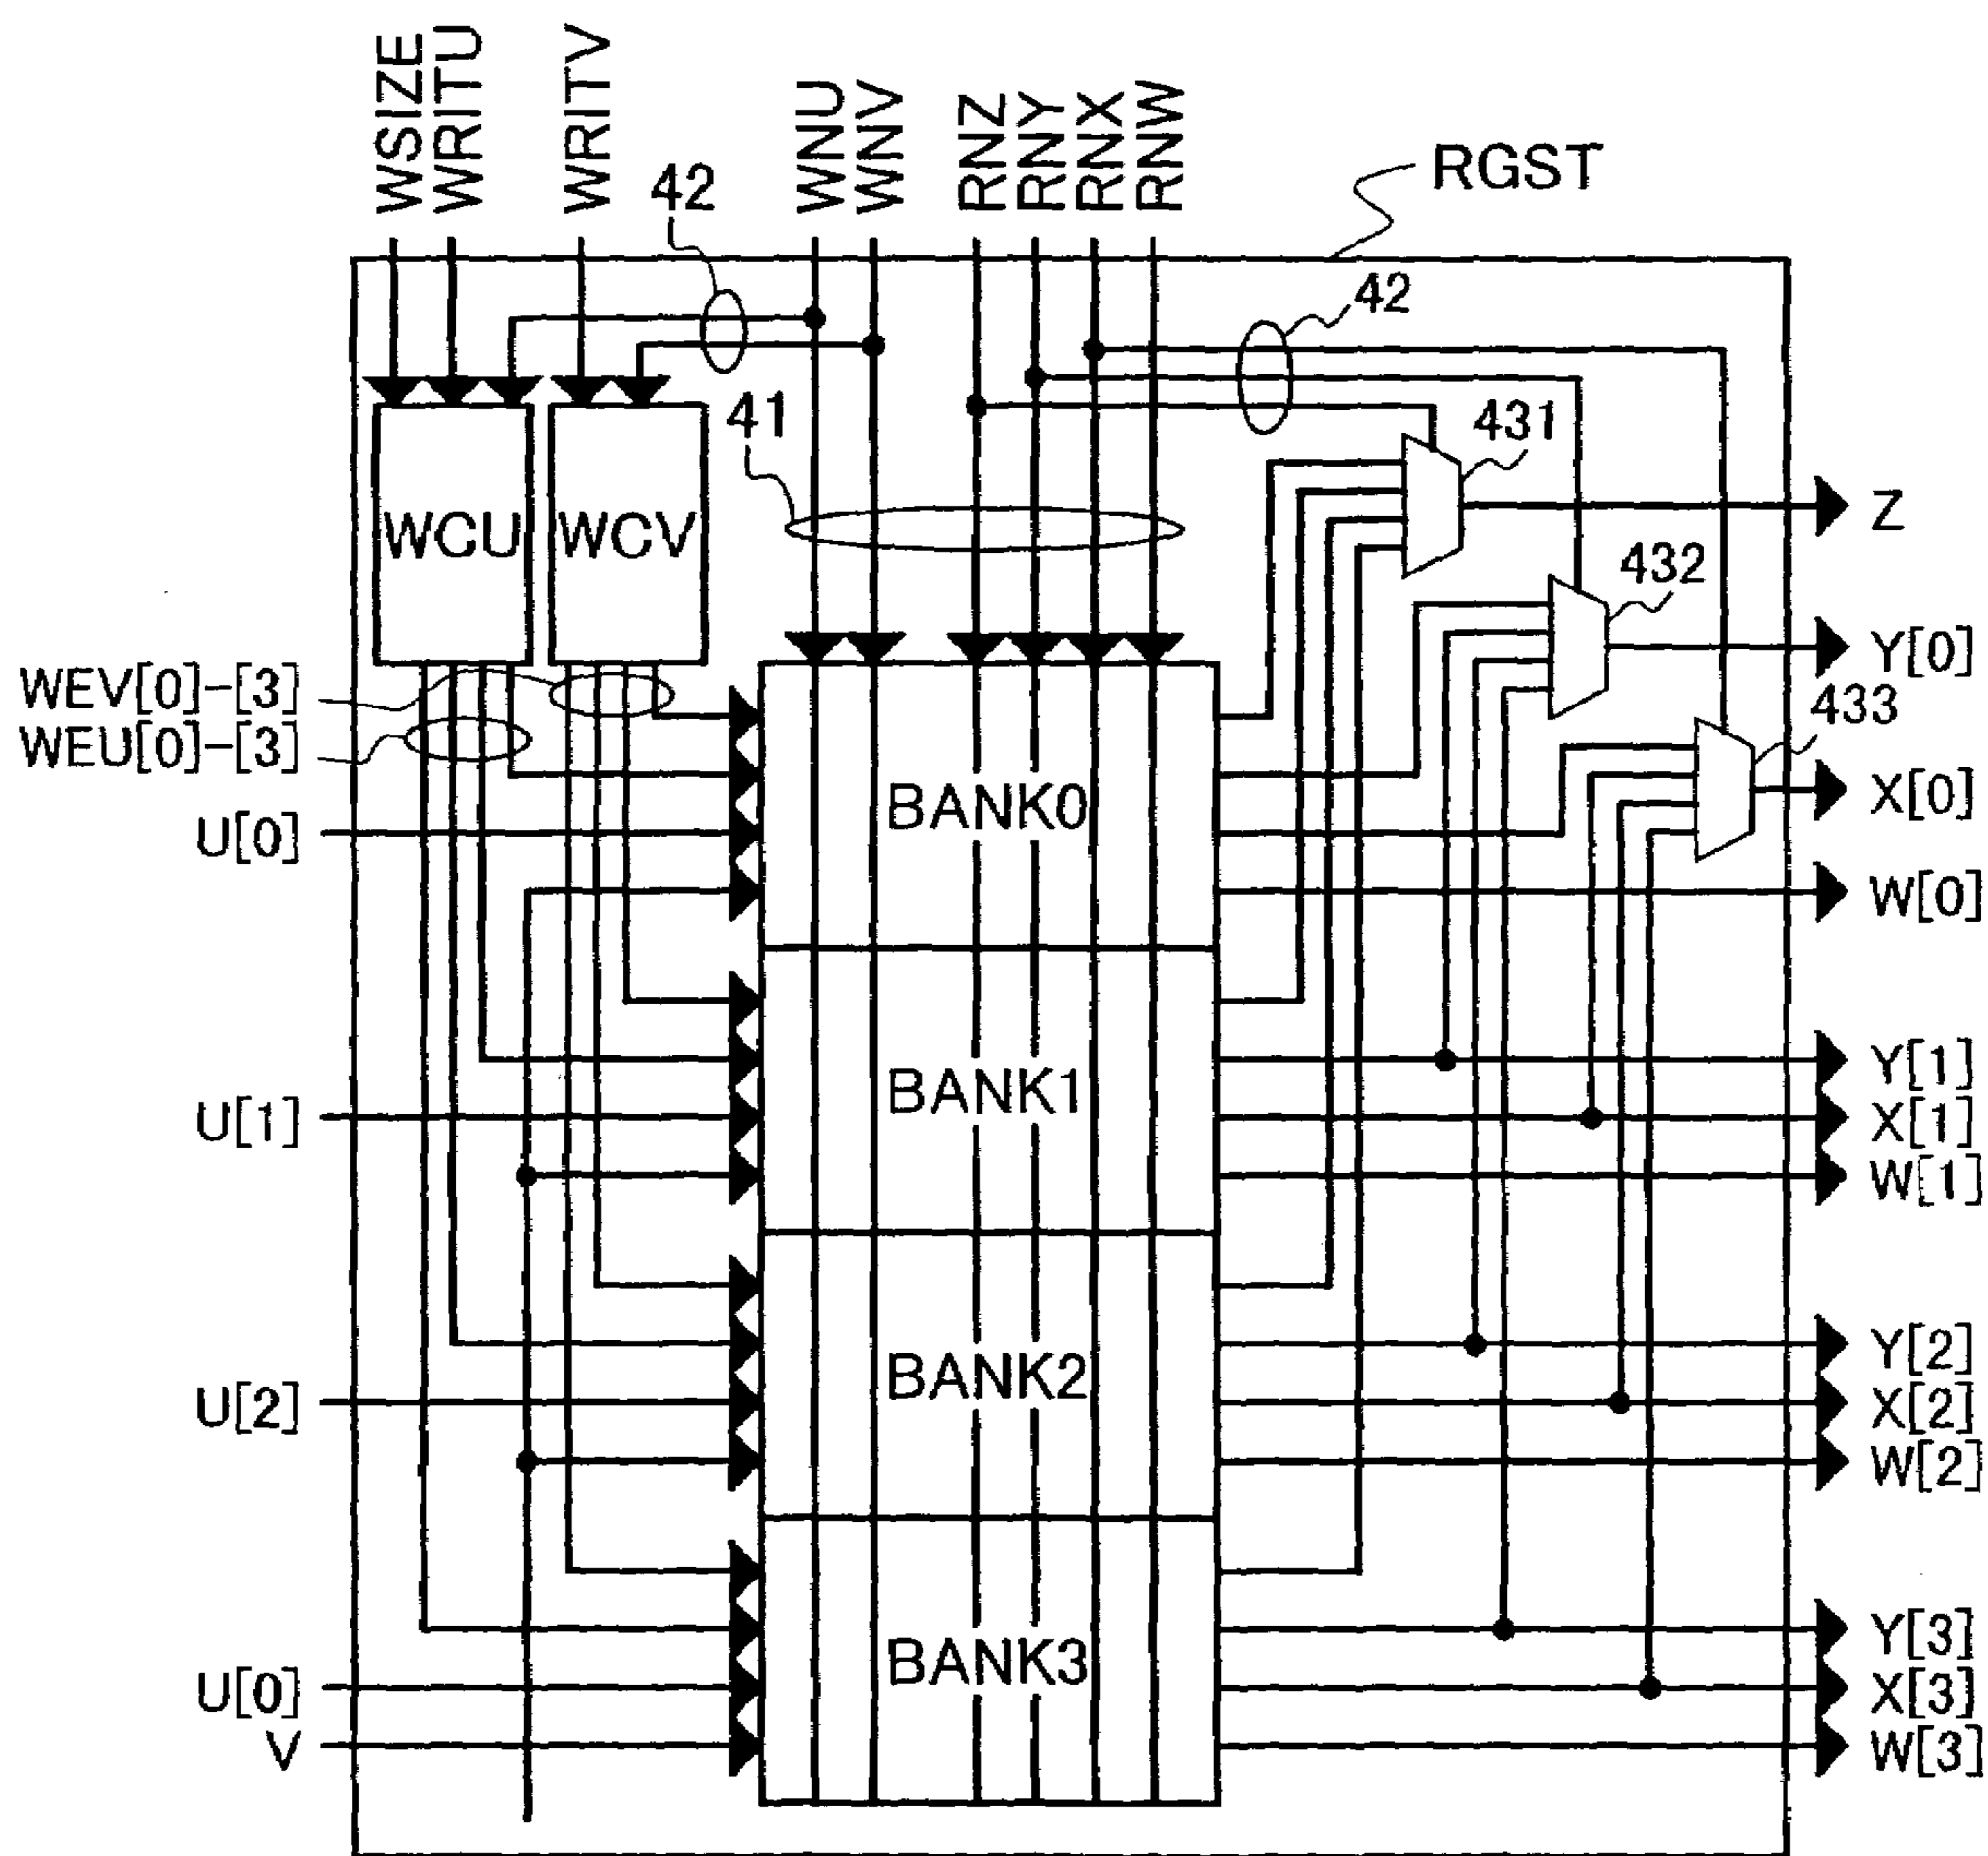 WSIZE
WRITU
WRITV
WNU
WNV
RNZ
RNY
RNX
RNW
RGST
42
42
41
431
432
433
WCU
WCV
WEV[0]-[3]
WEU[0]-[3]
Z
Y[0]
X[0]
W[0]
U[0]
BANK0
U[1]
BANK1
Y[1]
X[1]
W[1]
U[2]
BANK2
Y[2]
X[2]
W[2]
U[0]
V
BANK3
Y[3]
X[3]
W[3]